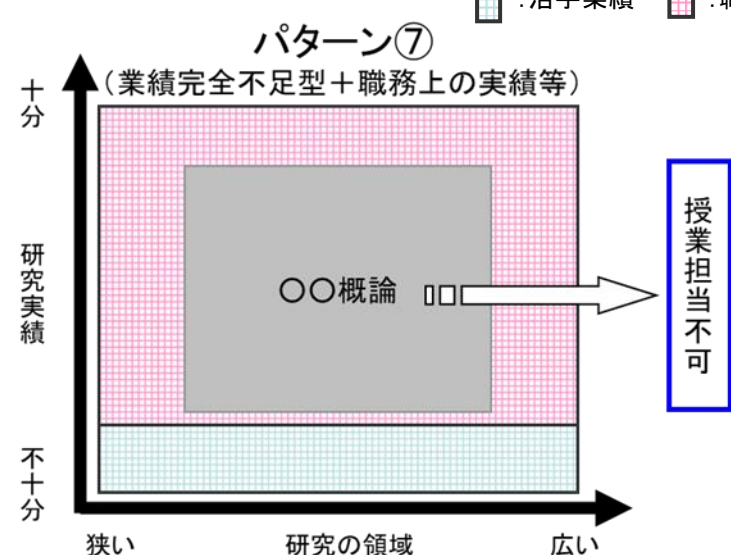 パターン⑦
(業績完全不足型＋職務上の実績等)
十分
研究実績
不十分
〇〇概論
授業担当不可
狭い
研究の領域
広い